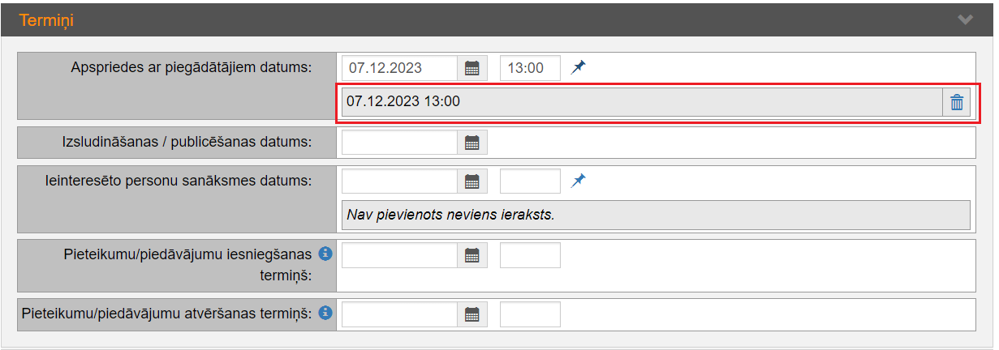 Termiņi
Apspriedes ar piegādātājiem datums:
07.12.2023
13:00
07.12.2023 13:00
Izsludināšanas / publicēšanas datums:
Ieinteresēto personu sanāksmes datums:
Nav pievienots neviens ieraksts.
Pieteikumu/piedāvājumu iesniegšanas
termiņš:
Pieteikumu/piedāvājumu atvēršanas termiņš: